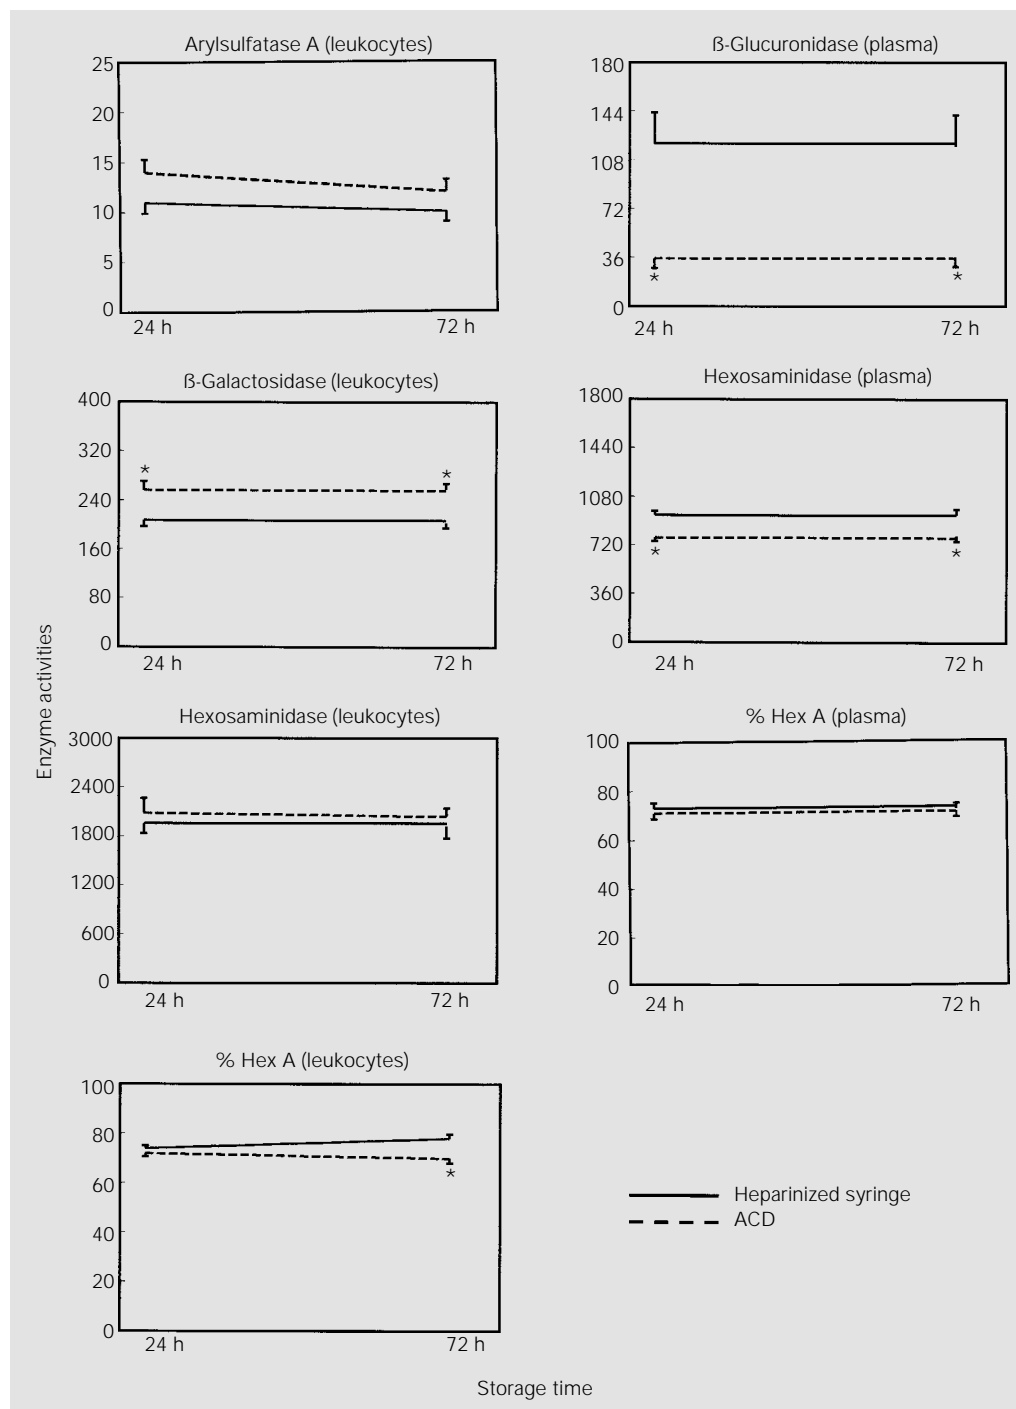 Arylsulfatase A (leukocytes)
25
20
15
10
5
0
24 h 72 h
ß-Glucuronidase (plasma)
180
144
108
72
36
0
* *
24 h 72 h
ß-Galactosidase (leukocytes)
400
320
240
160
80
0
* *
24 h 72 h
Hexosaminidase (plasma)
1800
1440
1080
720
360
0
* *
24 h 72 h
Hexosaminidase (leukocytes)
3000
2400
1800
1200
600
0
24 h 72 h
% Hex A (plasma)
100
80
60
40
20
0
24 h 72 h
% Hex A (leukocytes)
100
80
60
40
20
0
*
24 h 72 h
Heparinized syringe
ACD
Enzyme activities
Storage time